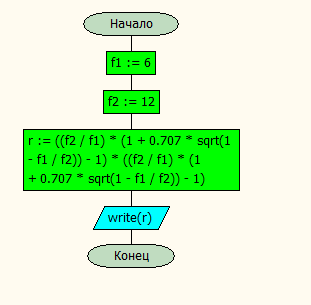 Начало
f1 := 6
f2 := 12
r := ((f2 / f1) * (1 + 0.707 * sqrt(1
- f1 / f2)) - 1) * ((f2 / f1) * (1
+ 0.707 * sqrt(1 - f1 / f2)) - 1)
write(r)
Конец